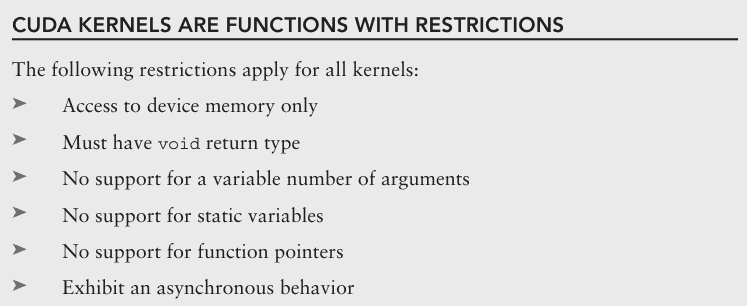 CUDA KERNELS ARE FUNCTIONS WITH RESTRICTIONS
The following restrictions apply for all kernels:
➤ Access to device memory only
➤ Must have void return type
➤ No support for a variable number of arguments
➤ No support for static variables
➤ No support for function pointers
➤ Exhibit an asynchronous behavior